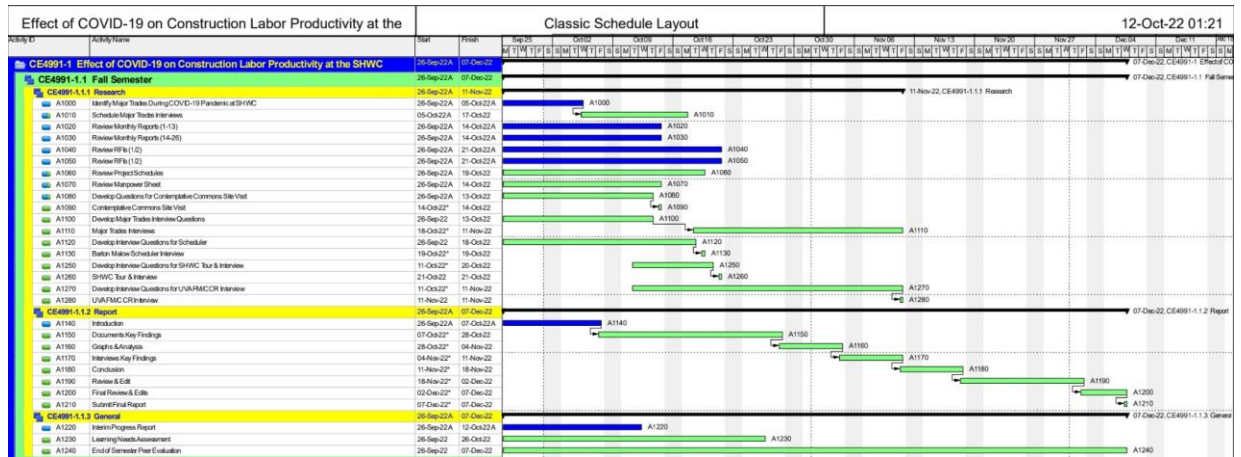 Effect of COVID-19 on Construction Labor Productivity at the Classic Schedule Layout 12-Oct-22 01:21
Activity ID Activity Name Start Finish Sep 25 Oct 02 Oct 09 Oct 16 Oct 23 Oct 30 Nov 06 Nov 13 Nov 20 Nov 27 Dec 04 Dec 11
CE4991-1 Effect of COVID-19 on Construction Labor Productivity at the SHWC 26-Sep-22A 07-Dec-22 07-Dec-22, CE4991-1 Effect of CO
CE4991-1.1 Fall Semester 26-Sep-22A 07-Dec-22 07-Dec-22, CE4991-1.1 Fall Seme
CE4991-1.1.1 Research 26-Sep-22A 11-Nov-22 11-Nov-22, CE4991-1.1.1 Research
A1000 Identify Major Trades During COVID-19 Pandemic at SHWC 26-Sep-22A 05-Oct-22A A1000
A1010 Schedule Major Trades Interviews 05-Oct-22A 17-Oct-22 A1010
A1020 Review Monthly Reports (1-13) 26-Sep-22A 14-Oct-22A A1020
A1030 Review Monthly Reports (14-26) 26-Sep-22A 14-Oct-22A A1030
A1040 Review RFIs (1/2) 26-Sep-22A 21-Oct-22A A1040
A1050 Review RFIs (1/2) 26-Sep-22A 21-Oct-22A A1050
A1060 Review Project Schedules 26-Sep-22A 19-Oct-22 A1060
A1070 Review Manpower Sheet 26-Sep-22A 14-Oct-22 A1070
A1080 Develop Questions for Contemplative Commons Site Visit 26-Sep-22A 13-Oct-22 A1080
A1090 Contemplative Commons Site Visit 14-Oct-22* 14-Oct-22 A1090
A1100 Develop Major Trades Interview Questions 26-Sep-22 13-Oct-22 A1100
A1110 Major Trades Interviews 18-Oct-22* 11-Nov-22 A1110
A1120 Develop Interview Questions for Scheduler 26-Sep-22 18-Oct-22 A1120
A1130 Barton Malow Scheduler Interview 19-Oct-22* 19-Oct-22 A1130
A1250 Develop Interview Questions for SHWC Tour & Interview 11-Oct-22* 20-Oct-22 A1250
A1260 SHWC Tour & Interview 21-Oct-22 21-Oct-22 A1260
A1270 Develop Interview Questions for UVA FM/CCR Interview 11-Oct-22* 11-Nov-22 A1270
A1280 UVA FM/CCR Interview 11-Nov-22 11-Nov-22 A1280
CE4991-1.1.2 Report 26-Sep-22A 07-Dec-22 07-Dec-22, CE4991-1.1.2 Report
A1140 Introduction 26-Sep-22A 07-Oct-22A A1140
A1150 Documents Key Findings 07-Oct-22* 28-Oct-22 A1150
A1160 Graphs & Analysis 28-Oct-22* 04-Nov-22 A1160
A1170 Interviews Key Findings 04-Nov-22* 11-Nov-22 A1170
A1180 Conclusion 11-Nov-22* 18-Nov-22 A1180
A1190 Review & Edit 18-Nov-22* 02-Dec-22 A1190
A1200 Final Review & Edits 02-Dec-22* 07-Dec-22 A1200
A1210 Submit Final Report 07-Dec-22* 07-Dec-22 A1210
CE4991-1.1.3 General 26-Sep-22A 07-Dec-22 07-Dec-22, CE4991-1.1.3 General
A1220 Interim Progress Report 26-Sep-22A 12-Oct-22A A1220
A1230 Learning Needs Assessment 26-Sep-22 26-Oct-22 A1230
A1240 End of Semester Peer Evaluation 26-Sep-22 07-Dec-22 A1240